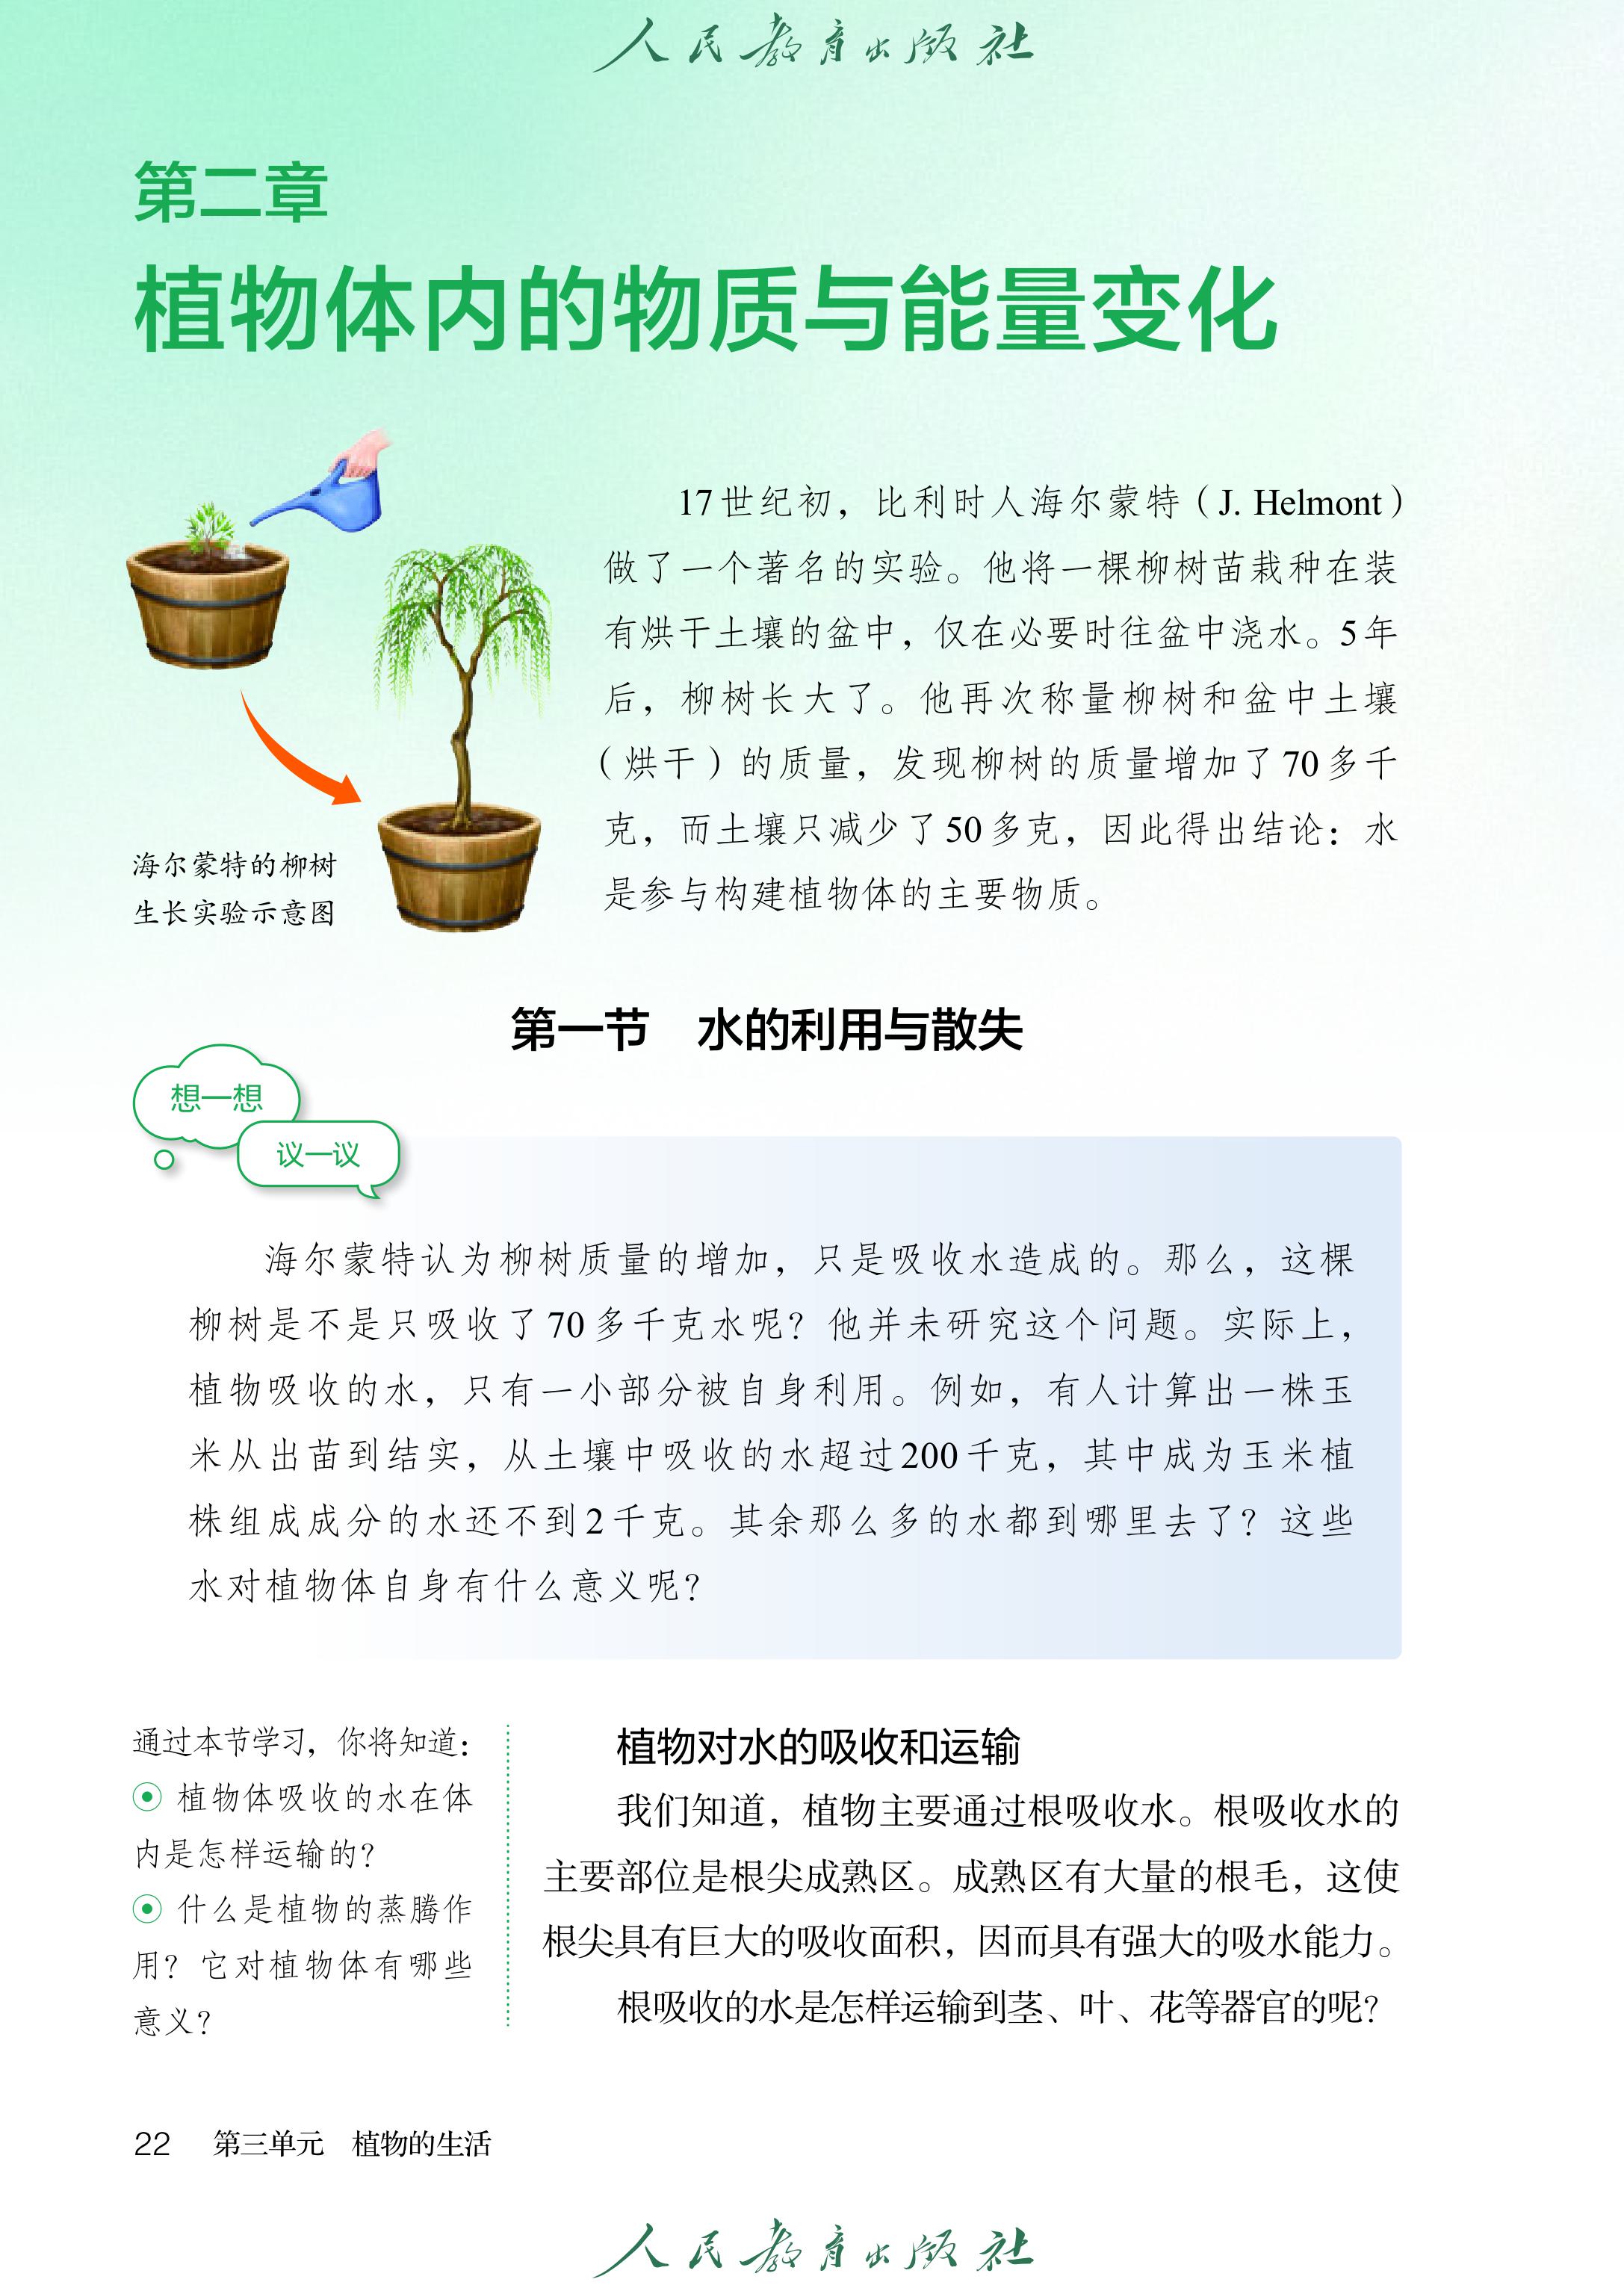 人民教育出版社
第二章
植物体内的物质与能量变化
17世纪初，比利时人海尔蒙特（J. Helmont）
做了一个著名的实验。他将一棵柳树苗栽种在装
有烘干土壤的盆中，仅在必要时往盆中浇水。5年
后，柳树长大了。他再次称量柳树和盆中土壤
（烘干）的质量，发现柳树的质量增加了70多千
克，而土壤只减少了50多克，因此得出结论：水
是参与构建植物体的主要物质。
海尔蒙特的柳树
生长实验示意图
第一节 水的利用与散失
想一想
议一议
海尔蒙特认为柳树质量的增加，只是吸收水造成的。那么，这棵
柳树是不是只吸收了70多千克水呢？他并未研究这个问题。实际上，
植物吸收的水，只有一小部分被自身利用。例如，有人计算出一株玉
米从出苗到结实，从土壤中吸收的水超过200千克，其中成为玉米植
株组成成分的水还不到2千克。其余那么多的水都到哪里去了？这些
水对植物体自身有什么意义呢？
通过本节学习，你将知道：
植物体吸收的水在体
内是怎样运输的？
什么是植物的蒸腾作
用？它对植物体有哪些
意义？
植物对水的吸收和运输
我们知道，植物主要通过根吸收水。根吸收水的
主要部位是根尖成熟区。成熟区有大量的根毛，这使
根尖具有巨大的吸收面积，因而具有强大的吸水能力。
根吸收的水是怎样运输到茎、叶、花等器官的呢？
22 第三单元 植物的生活
人民教育出版社